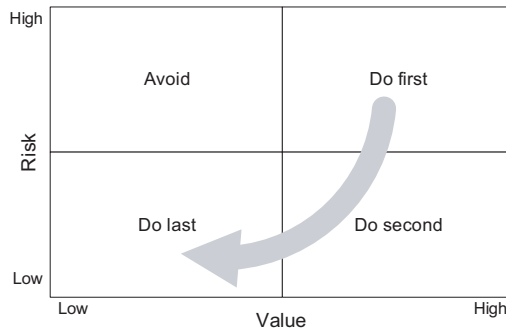 High
Avoid
Do first
Risk
Do last
Do second
Low
Low
High
Value